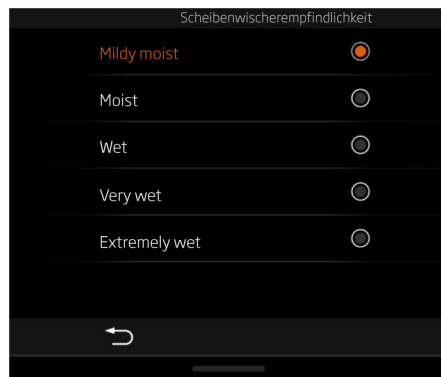 Scheibenwischerempfindlichkeit
Mildy moist
Moist
Wet
Very wet
Extremely wet